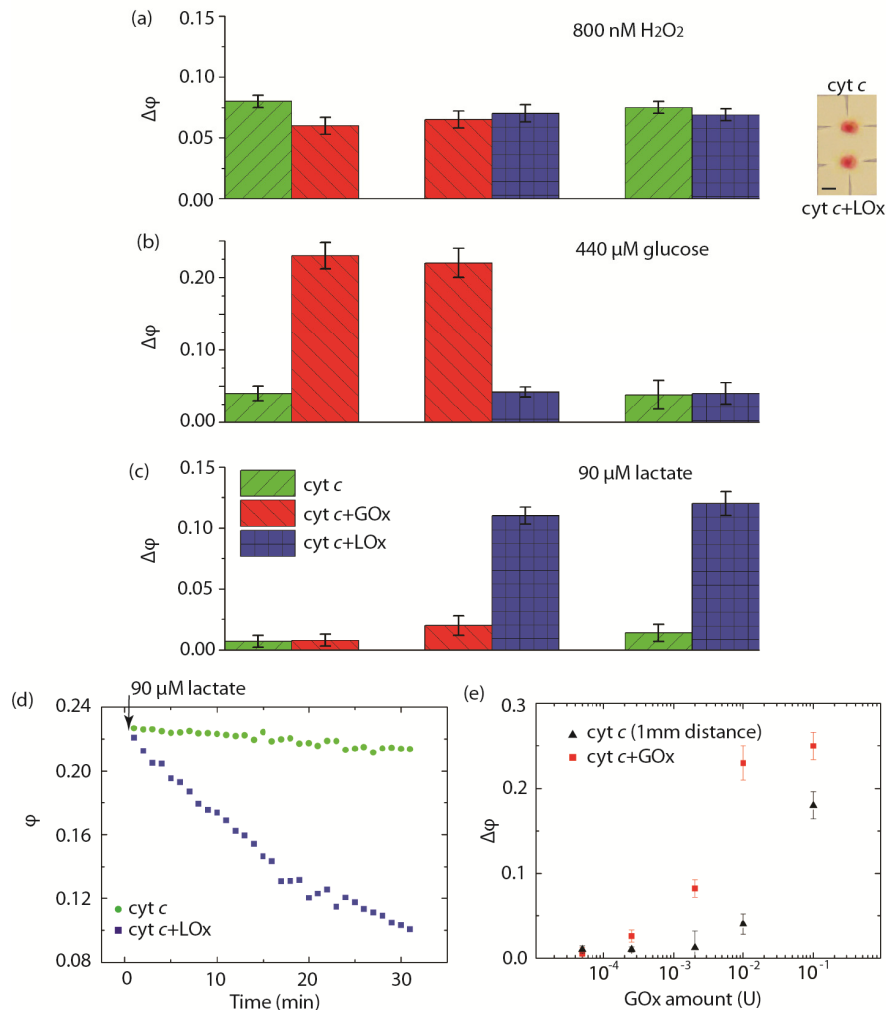 (a)
800 nM H2O2
0.15
0.10
0.05
0.00
Δφ
cyt c
cyt c+LOx
(b)
440 µM glucose
0.20
0.10
0.00
Δφ
(c)
90 µM lactate
0.15
0.10
0.05
0.00
Δφ
cyt c
cyt c+GOx
cyt c+LOx
(d)
90 µM lactate
0.24
0.20
0.16
0.12
0.08
φ
cyt c
cyt c+LOx
0 10 20 30
Time (min)
(e)
0.3
0.2
0.1
0.0
Δφ
cyt c (1mm distance)
cyt c+GOx
10⁻⁴ 10⁻³ 10⁻² 10⁻¹
GOx amount (U)